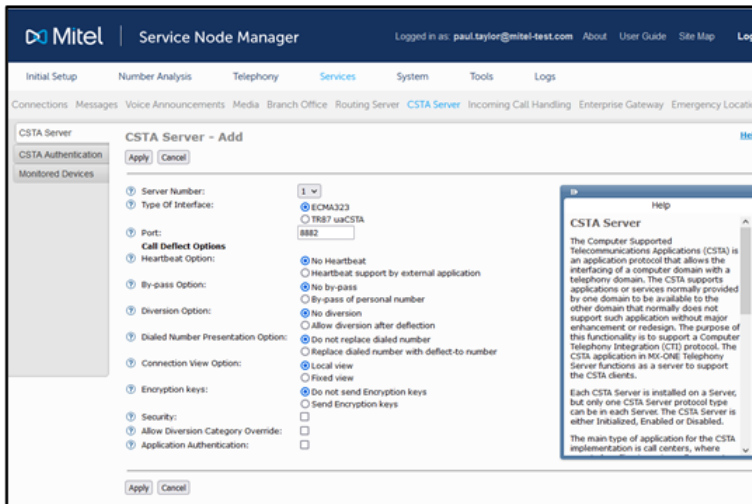 Mitel | Service Node Manager
Logged in as: paul.taylor@mitel-test.com About User Guide Site Map Log
Initial Setup Number Analysis Telephony Services System Tools Logs
Connections Messages Voice Announcements Media Branch Office Routing Server CSTA Server Incoming Call Handling Enterprise Gateway Emergency Locati
CSTA Server
CSTA Authentication
Monitored Devices
CSTA Server - Add
Apply Cancel
Server Number: 1
Type Of Interface: ECMA323
TR87 uaCSTA
Port: 8882
Call Deflect Options
Heartbeat Option: No Heartbeat
Heartbeat support by external application
By-pass Option: No by-pass
By-pass of personal number
Diversion Option: No diversion
Allow diversion after deflection
Dialed Number Presentation Option: Do not replace dialed number
Replace dialed number with deflect-to number
Connection View Option: Local view
Fixed view
Encryption keys: Do not send Encryption keys
Send Encryption keys
Security:
Allow Diversion Category Override:
Application Authentication:
Apply Cancel
He
Help
CSTA Server
The Computer Supported
Telecommunications Applications (CSTA) is
an application protocol that allows the
interfacing of a computer domain with a
telephony domain. The CSTA supports
applications or services normally provided
by one domain to be available to the
other domain that normally does not
support such application without major
enhancement or redesign. The purpose of
this functionality is to support a Computer
Telephony Integration (CTI) protocol. The
CSTA application in MX-ONE Telephony
Server functions as a server to support
the CSTA clients.
Each CSTA Server is installed on a Server,
but only one CSTA Server protocol type
can be in each Server. The CSTA Server is
either Initialized, Enabled or Disabled.
The main type of application for the CSTA
implementation is call centers, where